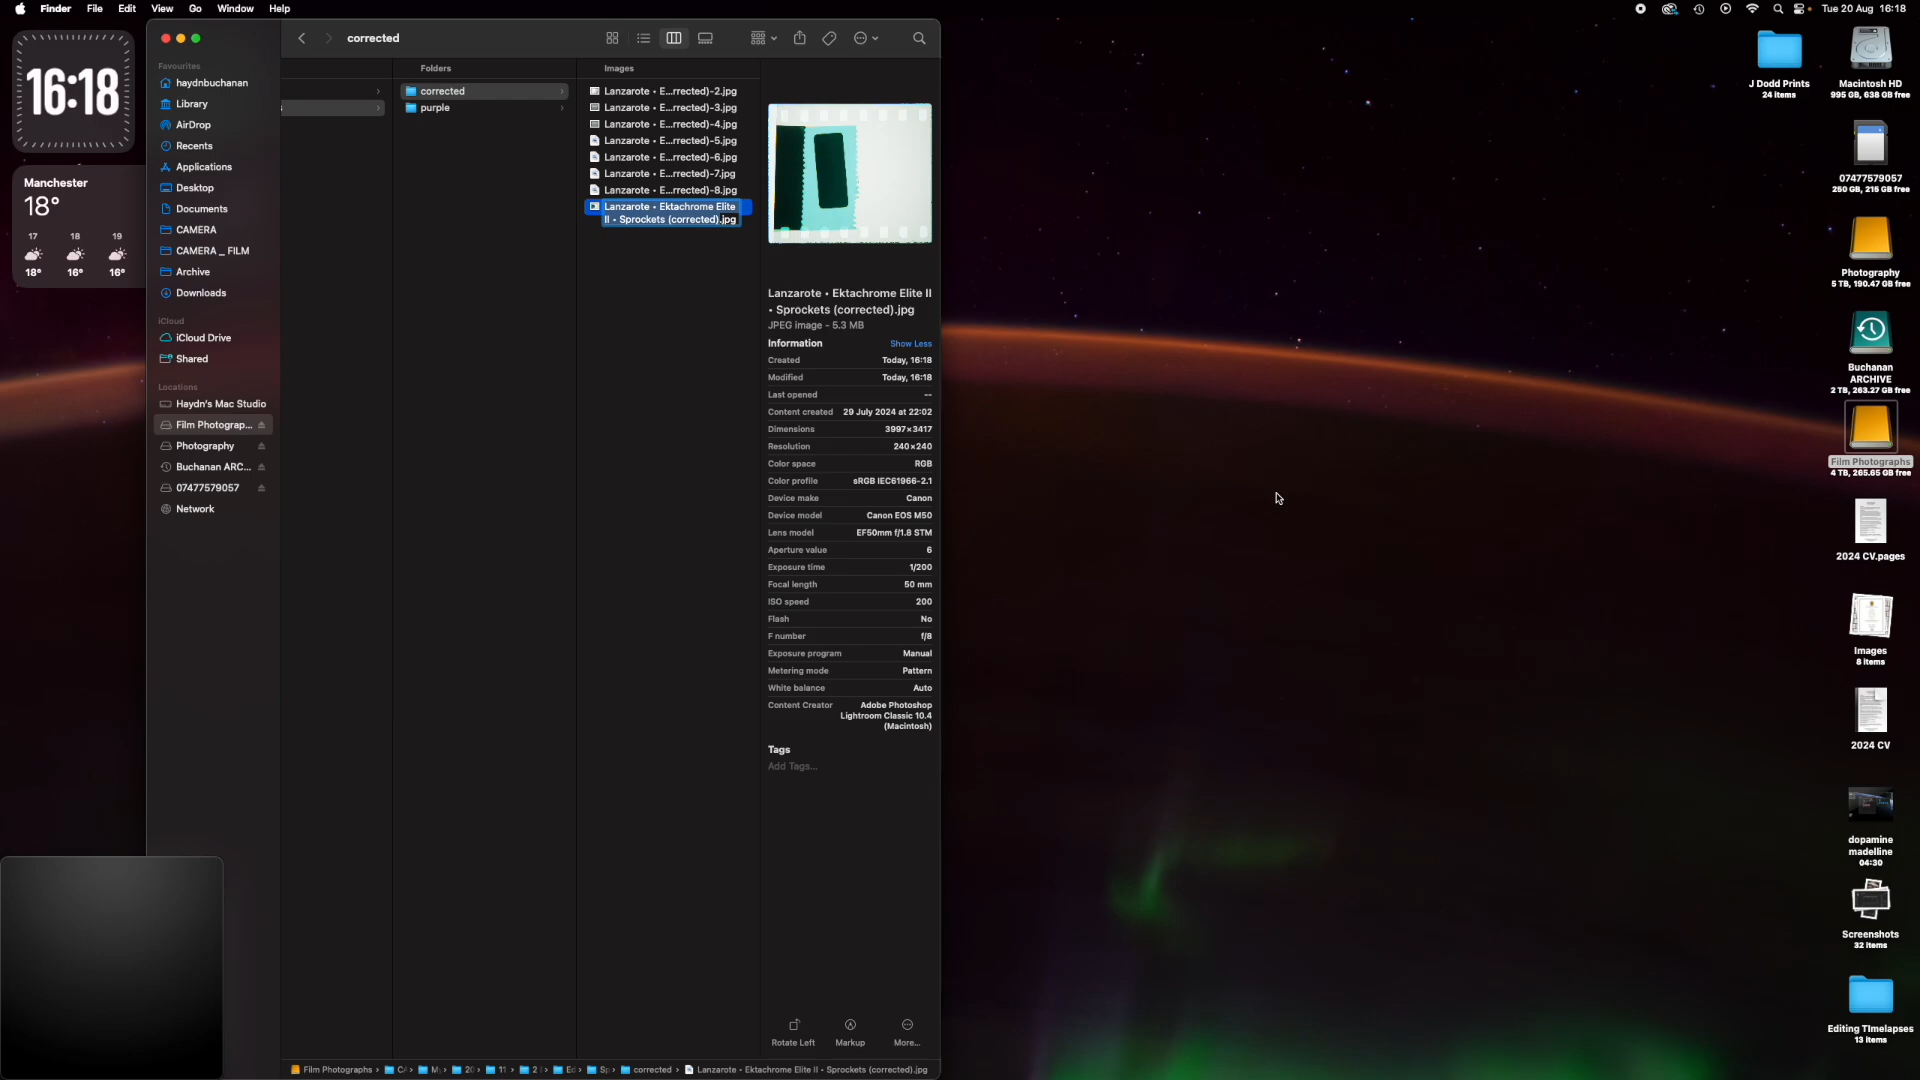 Finder File Edit View Go Window Help
Tue 20 Aug 16:18
16:18
Manchester
18°
17 18 19
18° 16° 16°
Favourites
haydnbuchanan
Library
AirDrop
Recents
Applications
Desktop
Documents
CAMERA
CAMERA _ FILM
Archive
Downloads
iCloud
iCloud Drive
Shared
Locations
Haydn's Mac Studio
Film Photograp...
Photography
Buchanan ARC...
07477579057
Network
corrected
Folders
corrected
purple
Images
Lanzarote • E...rrected)-2.jpg
Lanzarote • E...rrected)-3.jpg
Lanzarote • E...rrected)-4.jpg
Lanzarote • E...rrected)-5.jpg
Lanzarote • E...rrected)-6.jpg
Lanzarote • E...rrected)-7.jpg
Lanzarote • E...rrected)-8.jpg
Lanzarote • Ektachrome Elite
II • Sprockets (corrected).jpg
Lanzarote • Ektachrome Elite II
• Sprockets (corrected).jpg
JPEG image - 5.3 MB
Information Show Less
Created Today, 16:18
Modified Today, 16:18
Last opened --
Content created 29 July 2024 at 22:02
Dimensions 3997×3417
Resolution 240×240
Color space RGB
Color profile sRGB IEC61966-2.1
Device make Canon
Device model Canon EOS M50
Lens model EF50mm f/1.8 STM
Aperture value 6
Exposure time 1/200
Focal length 50 mm
ISO speed 200
Flash No
F number f/8
Exposure program Manual
Metering mode Pattern
White balance Auto
Content Creator Adobe Photoshop
Lightroom Classic 10.4
(Macintosh)
Tags
Add Tags...
Rotate Left Markup More...
Film Photographs › C/ › M › 20 › 11 › 2 › Ed › Sp › corrected › Lanzarote • Ektachrome Elite II • Sprockets (corrected).jpg
J Dodd Prints
24 items
Macintosh HD
995 GB, 638 GB free
07477579057
250 GB, 215 GB free
Photography
5 TB, 190.47 GB free
Buchanan
ARCHIVE
2 TB, 263.27 GB free
Film Photographs
4 TB, 265.65 GB free
2024 CV.pages
Images
8 items
2024 CV
dopamine
madelline
04:30
Screenshots
32 items
Editing TImelapses
13 items